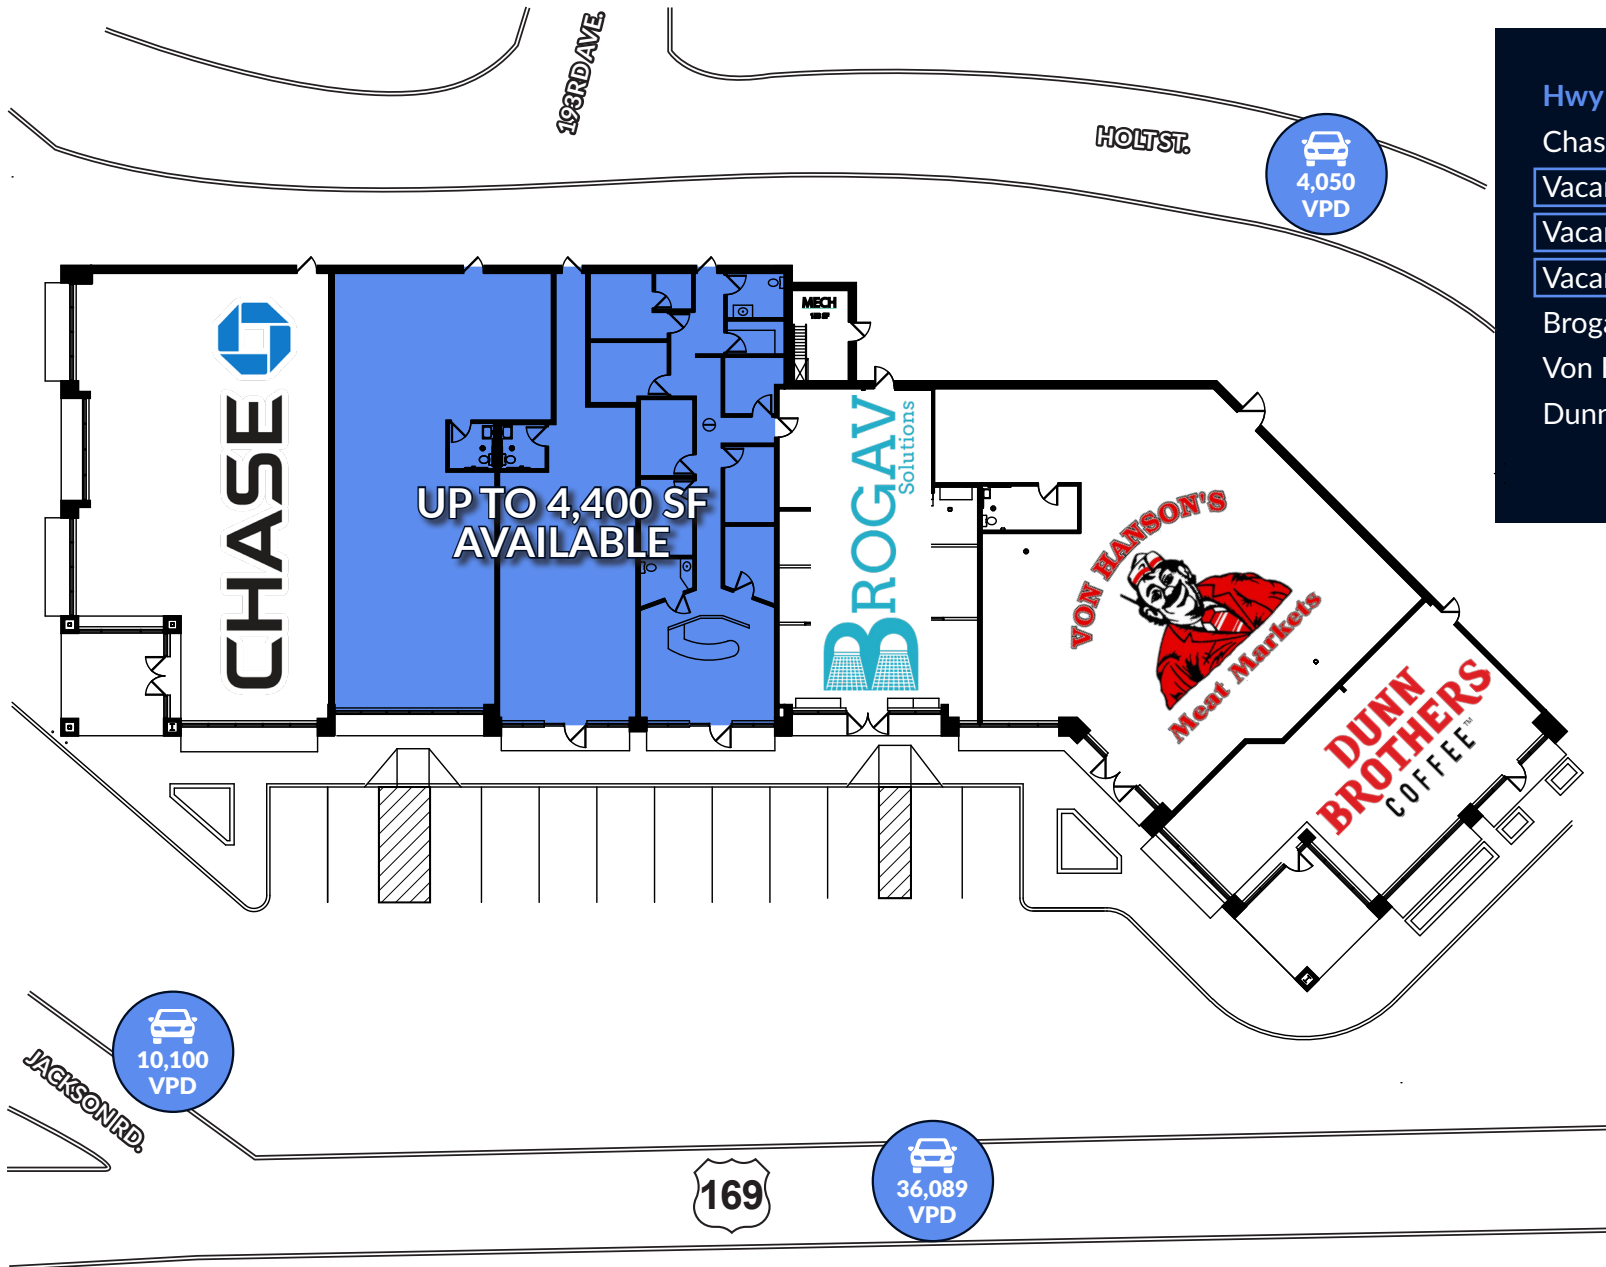 193RD AVE.
HOLT ST.
4,050
VPD
Hwy
Chas
Vaca
Vaca
Vaca
Brog
Von
Dunn
MECH
CHASE
UP TO 4,400 SF
AVAILABLE
BROGAV
Solutions
VON HANSON'S
Meat Markets
DUNN
BROTHERS
COFFEE™
10,100
VPD
JACKSON RD.
169
36,089
VPD